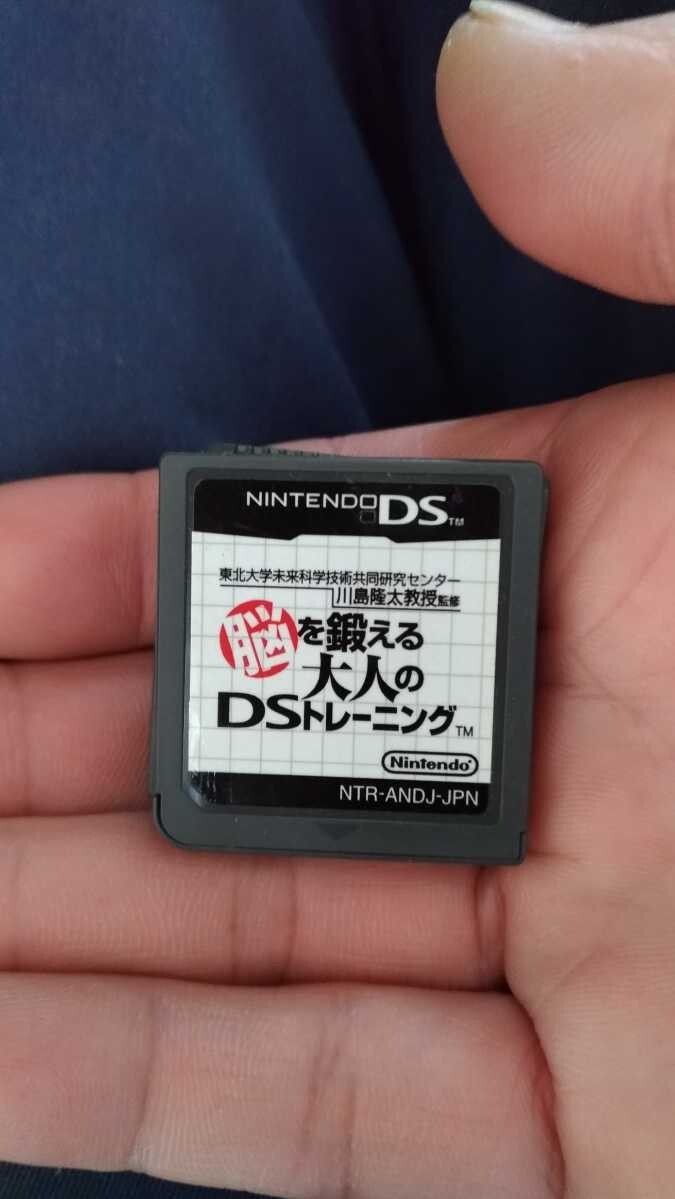 NINTENDO DS TM
東北大学未来科学技術共同研究センター
川島隆太教授監修
脳を鍛える
大人の
DSトレーニング TM
Nintendo
NTR-ANDJ-JPN